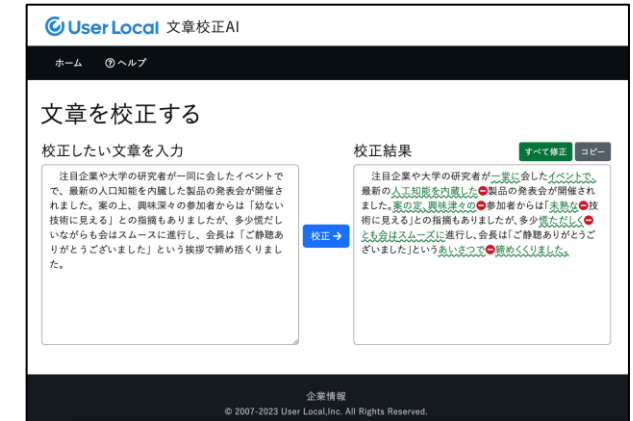 User Local 文章校正AI
ホーム ?ヘルプ
文章を校正する
校正したい文章を入力
注目企業や大学の研究者が一同に会したイベントで
で、最新の人口知能を内臓した製品の発表会が開催さ
れました。案の上、興味深々の参加者からは「幼ない
技術に見える」との指摘もありましたが、多少慌だし
いながらも会はスムースに進行し、会長は「ご静聴あ
りがとうございました」という挨拶で締め括くりまし
た。
校正→
校正結果
すべて修正 コピー
注目企業や大学の研究者が一堂に会したイベントで、
最新の人工知能を内蔵した製品の発表会が開催され
ました。案の定、興味津々の参加者からは「未熟な技
術に見える」との指摘もありましたが、多少慌ただしく
とも会はスムーズに進行し、会長は「ご静聴ありがとうご
ざいました」というあいさつで締めくくりました。
企業情報
© 2007-2023 User Local,Inc. All Rights Reserved.